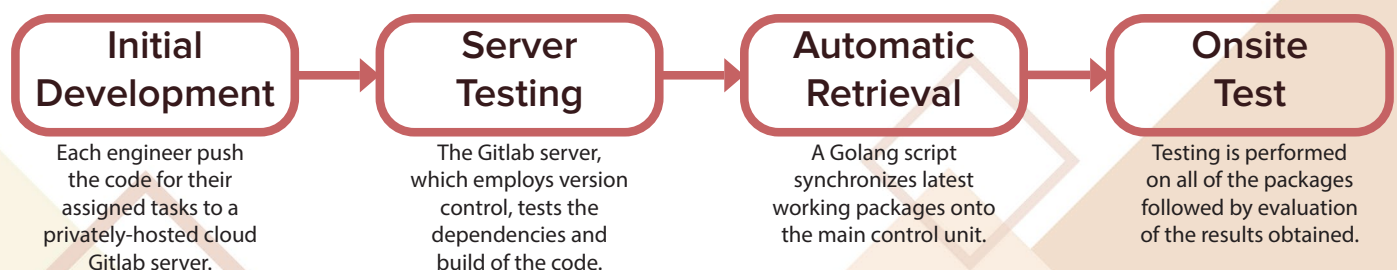 Initial
Development
Each engineer push
the code for their
assigned tasks to a
privately-hosted cloud
Gitlab server.
Server
Testing
The Gitlab server,
which employs version
control, tests the
dependencies and
build of the code.
Automatic
Retrieval
A Golang script
synchronizes latest
working packages onto
the main control unit.
Onsite
Test
Testing is performed
on all of the packages
followed by evaluation
of the results obtained.